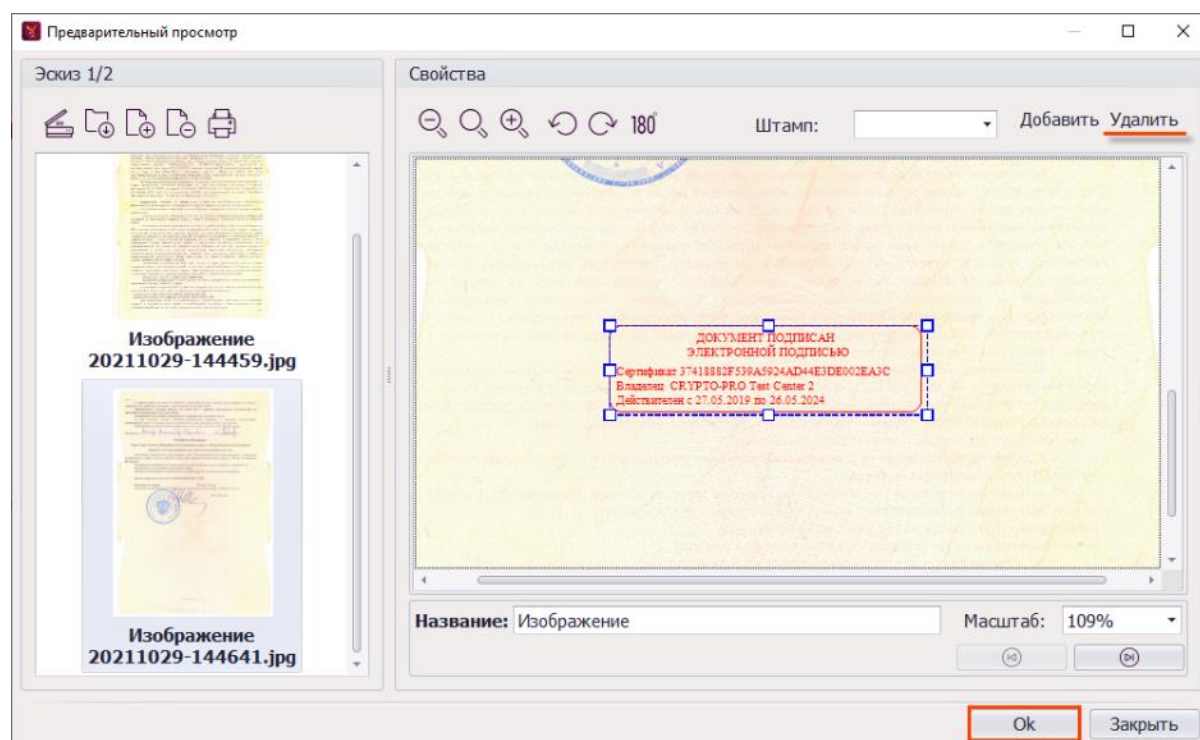 Предварительный просмотр
Эскиз 1/2
Изображение
20211029-144459.jpg
Изображение
20211029-144641.jpg
Свойства
180°
Штамп:
Добавить Удалить
ДОКУМЕНТ ПОДПИСАН
ЭЛЕКТРОННОЙ ПОДПИСЬЮ
Сертификат 37418882F539A5924AD44E3DE002EA3C
Владелец CRYPTO-PRO Test Center 2
Действителен с 27.05.2019 по 26.05.2024
Название: Изображение
Масштаб: 109%
Ok
Закрыть